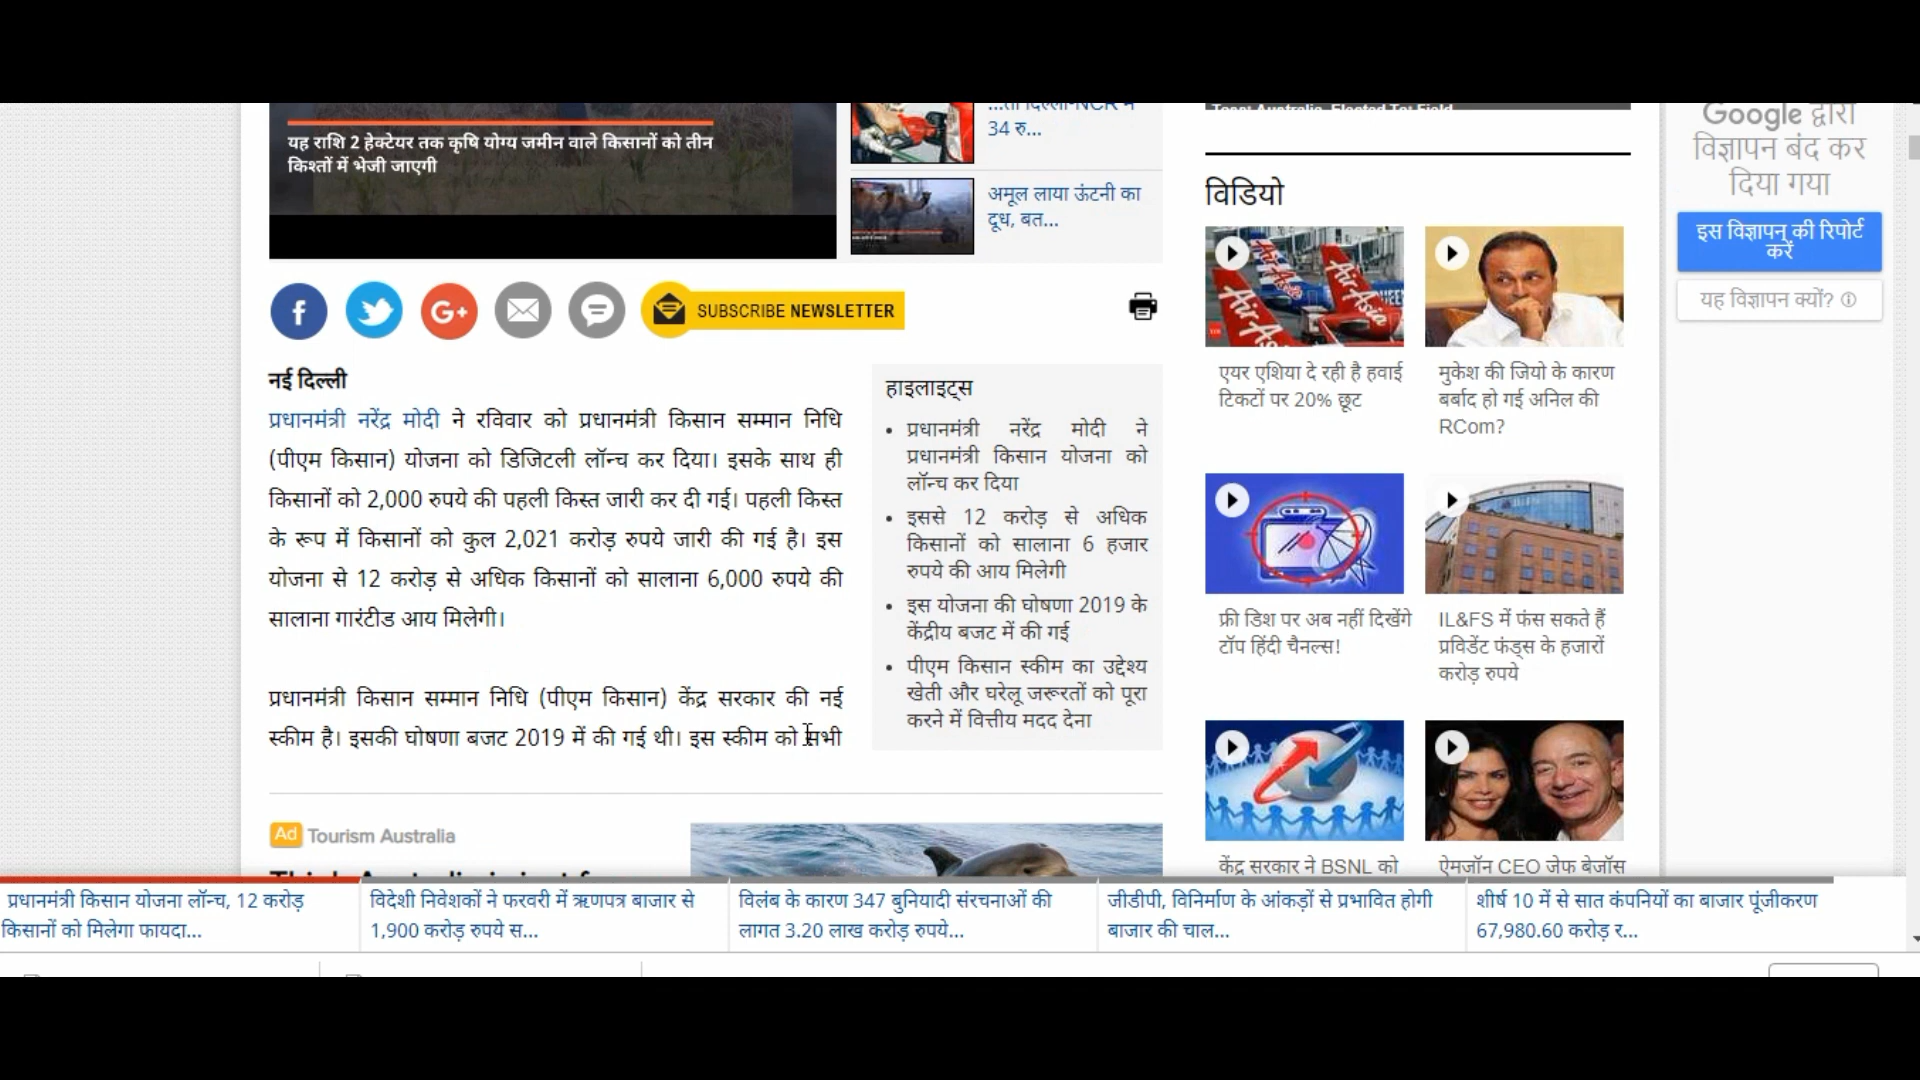 यह राशि 2 हेक्टेयर तक कृषि योग्य जमीन वाले किसानों को तीन
किश्तों में भेजी जाएगी
...ता दिल्ली-NCR में
34 रु...
अमूल लाया ऊंटनी का
दूध, बत...
SUBSCRIBE NEWSLETTER
नई दिल्ली
प्रधानमंत्री नरेंद्र मोदी ने रविवार को प्रधानमंत्री किसान सम्मान निधि
(पीएम किसान) योजना को डिजिटली लॉन्च कर दिया। इसके साथ ही
किसानों को 2,000 रुपये की पहली किस्त जारी कर दी गई। पहली किस्त
के रूप में किसानों को कुल 2,021 करोड़ रुपये जारी की गई है। इस
योजना से 12 करोड़ से अधिक किसानों को सालाना 6,000 रुपये की
सालाना गारंटीड आय मिलेगी।
प्रधानमंत्री किसान सम्मान निधि (पीएम किसान) केंद्र सरकार की नई
स्कीम है। इसकी घोषणा बजट 2019 में की गई थी। इस स्कीम को सभी
हाइलाइट्स
• प्रधानमंत्री नरेंद्र मोदी ने
प्रधानमंत्री किसान योजना को
लॉन्च कर दिया
• इससे 12 करोड़ से अधिक
किसानों को सालाना 6 हजार
रुपये की आय मिलेगी
• इस योजना की घोषणा 2019 के
केंद्रीय बजट में की गई
• पीएम किसान स्कीम का उद्देश्य
खेती और घरेलू जरूरतों को पूरा
करने में वित्तीय मदद देना
Ad Tourism Australia
विडियो
एयर एशिया दे रही है हवाई
टिकटों पर 20% छूट
मुकेश की जियो के कारण
बर्बाद हो गई अनिल की
RCom?
फ्री डिश पर अब नहीं दिखेंगे
टॉप हिंदी चैनल्स!
IL&FS में फंस सकते हैं
प्रविडेंट फंड्स के हजारों
करोड़ रुपये
केंद्र सरकार ने BSNL को
ऐमजॉन CEO जेफ बेजॉस
Google द्वारा
विज्ञापन बंद कर
दिया गया
इस विज्ञापन की रिपोर्ट
करें
यह विज्ञापन क्यों?
प्रधानमंत्री किसान योजना लॉन्च, 12 करोड़
किसानों को मिलेगा फायदा...
विदेशी निवेशकों ने फरवरी में ऋणपत्र बाजार से
1,900 करोड़ रुपये स...
विलंब के कारण 347 बुनियादी संरचनाओं की
लागत 3.20 लाख करोड़ रुपये...
जीडीपी, विनिर्माण के आंकड़ों से प्रभावित होगी
बाजार की चाल...
शीर्ष 10 में से सात कंपनियों का बाजार पूंजीकरण
67,980.60 करोड़ र...